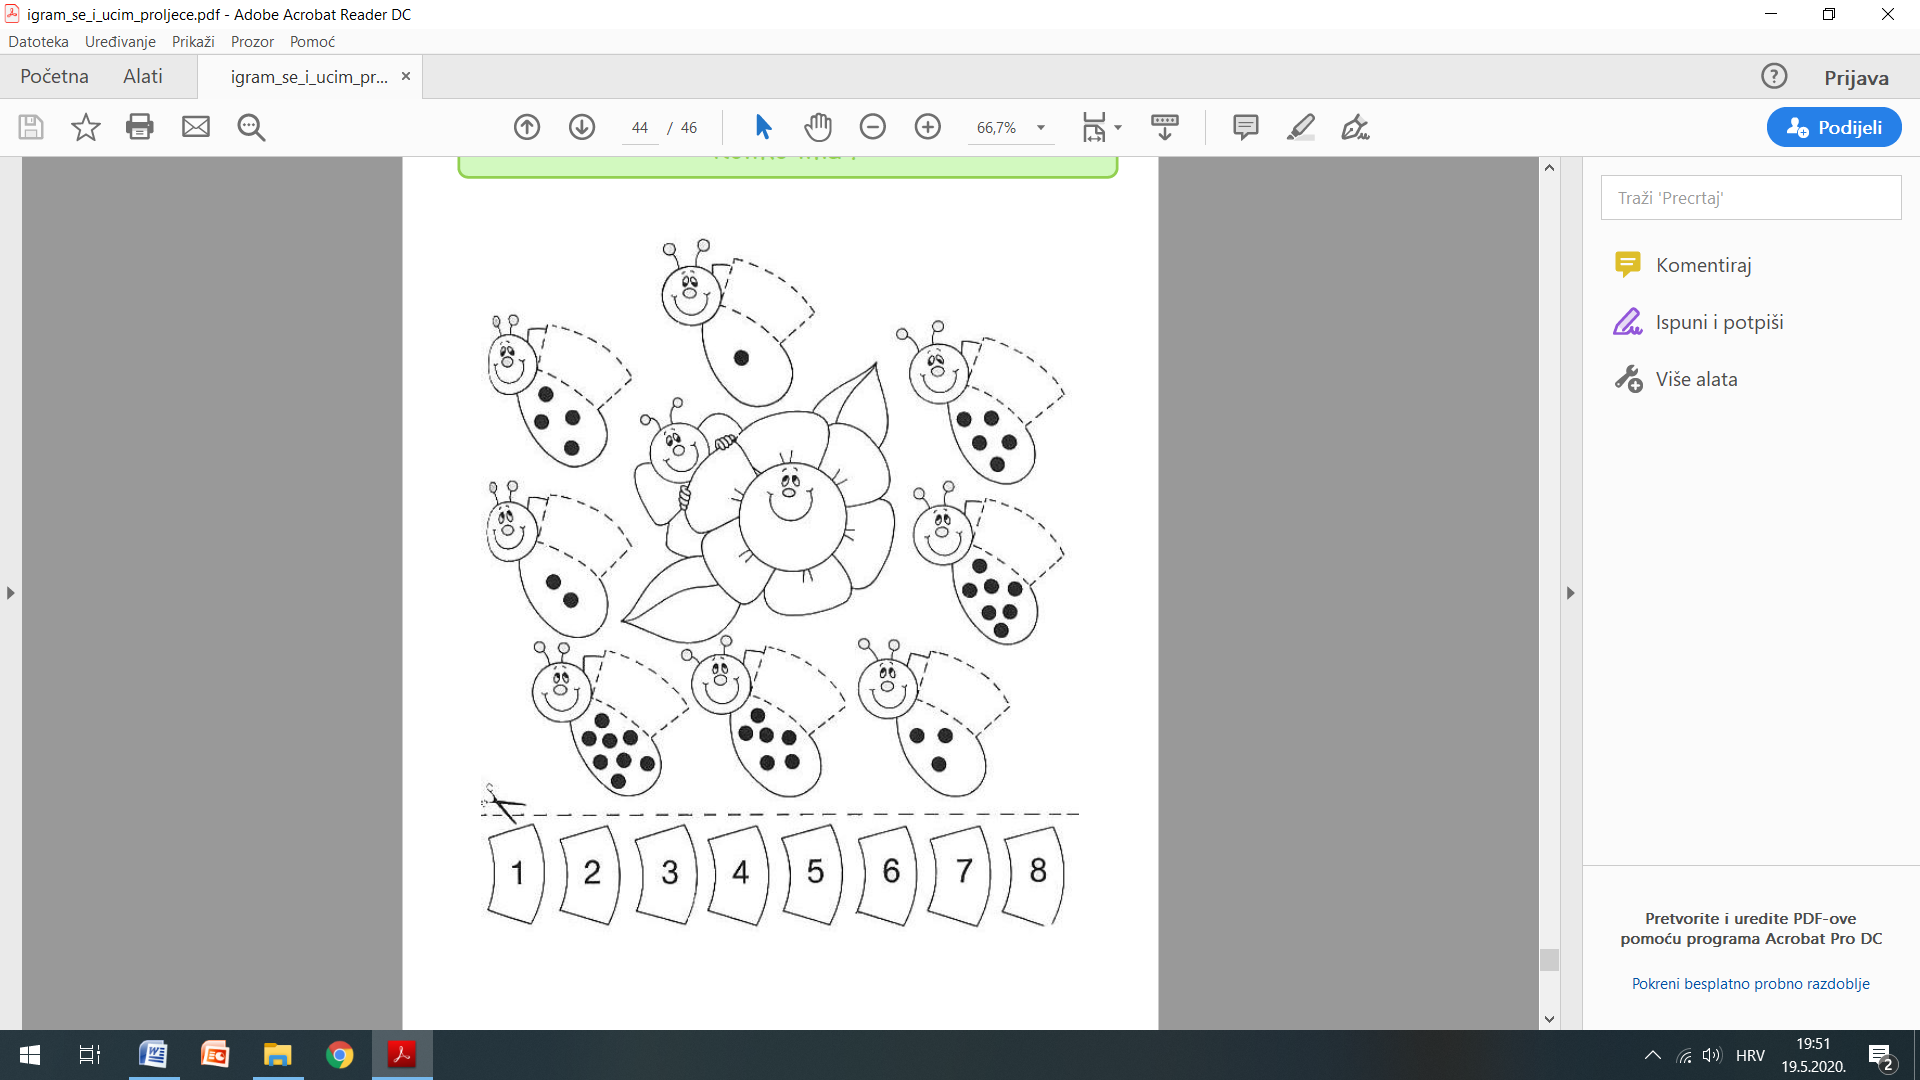 igram_se_i_ucim_proljece.pdf - Adobe Acrobat Reader DC
Datoteka Uređivanje Prikaži Prozor Pomoć
Početna Alati igram_se_i_ucim_pr... ×
? Prijava
44 / 46 66,7% Podijeli
Traži 'Precrtaj'
Komentiraj
Ispuni i potpiši
Više alata
1 2 3 4 5 6 7 8
Pretvorite i uredite PDF-ove
pomoću programa Acrobat Pro DC
Pokreni besplatno probno razdoblje
HRV
19:51
19.5.2020.
2